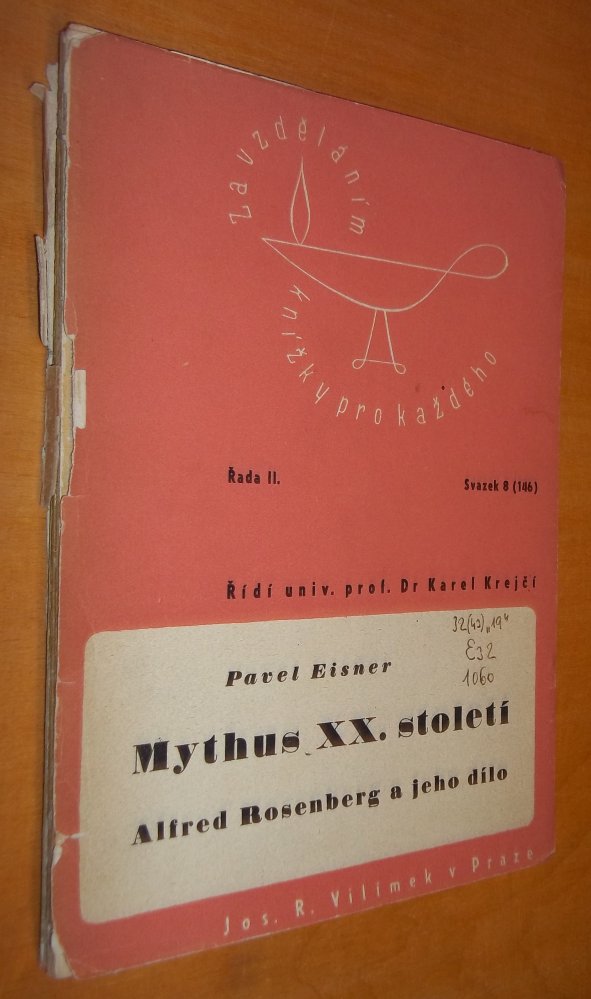 Za vzděláním
knižky pro každého
Řada II.
Svazek 8 (146)
Řídí univ. prof. Dr Karel Krejčí
32(43)„19"
E32
1060
Pavel Eisner
Mythus XX. století
Alfred Rosenberg a jeho dílo
Jos. R. Vilímek v Praze